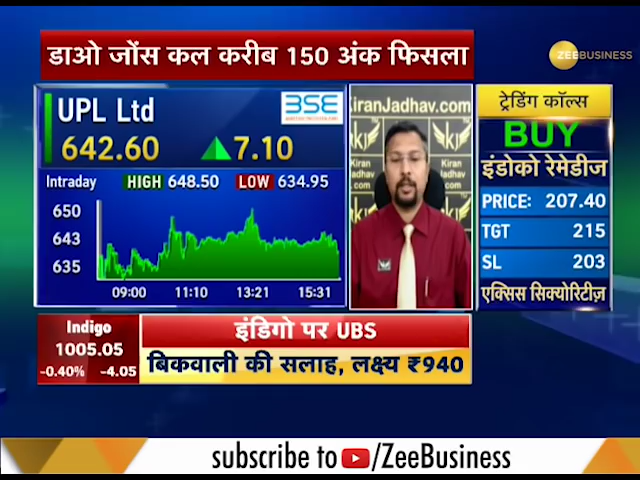 डाओ जोंस कल करीब 150 अंक फिसला
ZEEBUSINESS
UPL Ltd
BSE
642.60 7.10
Intraday HIGH 648.50 LOW 634.95
650
643
635
09:00 11:10 13:21 15:31
KiranJadhav.com
kj
Kiran
Jadhav
ट्रेडिंग कॉल्स
BUY
इंडोको रेमेडीज
PRICE: 207.40
TGT 215
SL 203
एक्सिस सिक्योरिटीज़
Indigo
1005.05
-0.40% -4.05
इंडिगो पर UBS
बिकवाली की सलाह, लक्ष्य ₹940
subscribe to /ZeeBusiness